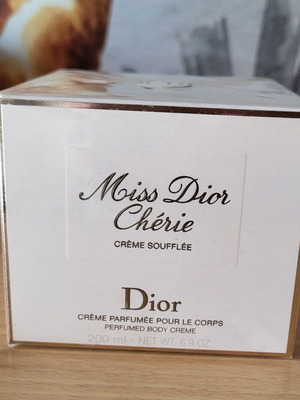 Miss Dior
Chérie
CRÈME SOUFFLÉE
Dior
CRÈME PARFUMÉE POUR LE CORPS
PERFUMED BODY CREME
200 ml - NET WT. 6.9 OZ.